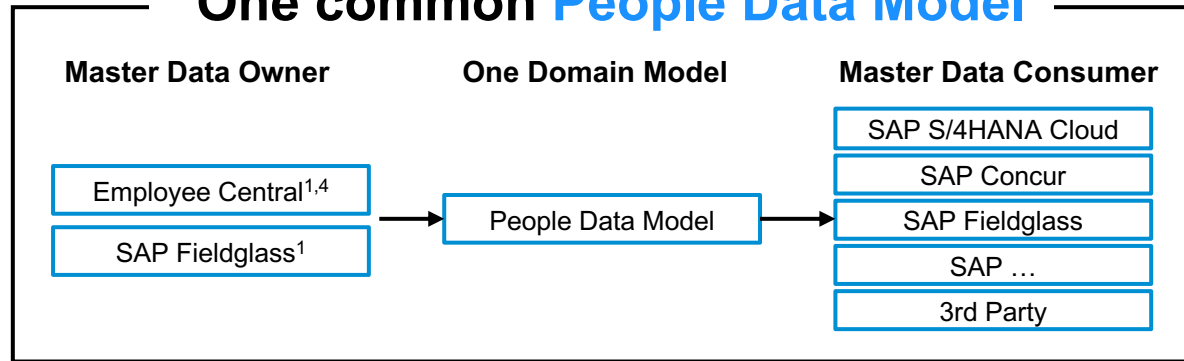 One common People Data Model
Master Data Owner
One Domain Model
Master Data Consumer
Employee Central1,4
SAP Fieldglass1
People Data Model
SAP S/4HANA Cloud
SAP Concur
SAP Fieldglass
SAP …
3rd Party